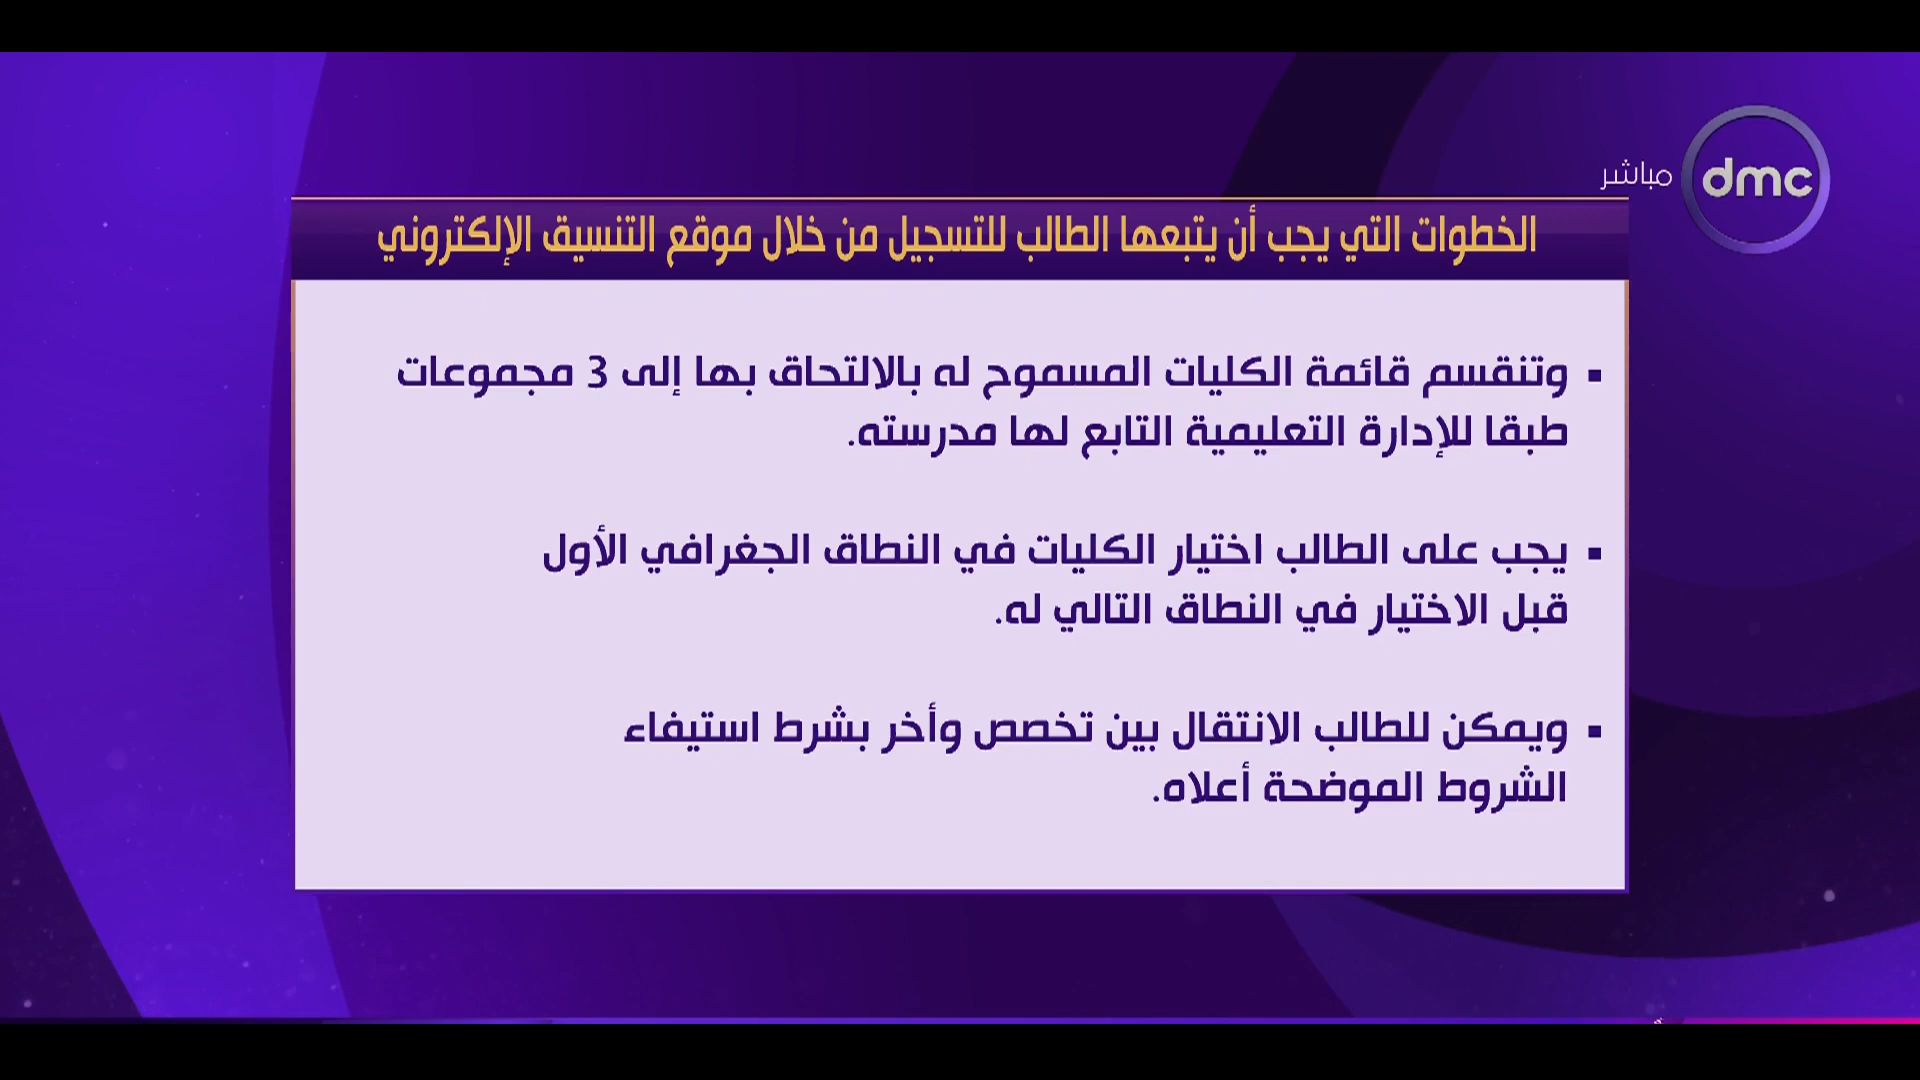 dmc
مباشر
الخطوات التي يجب أن يتبعها الطالب للتسجيل من خلال موقع التنسيق الإلكتروني
▪ وتنقسم قائمة الكليات المسموح له بالالتحاق بها إلى 3 مجموعات
طبقا للإدارة التعليمية التابع لها مدرسته.
▪ يجب على الطالب اختيار الكليات في النطاق الجغرافي الأول
قبل الاختيار في النطاق التالي له.
▪ ويمكن للطالب الانتقال بين تخصص وأخر بشرط استيفاء
الشروط الموضحة أعلاه.